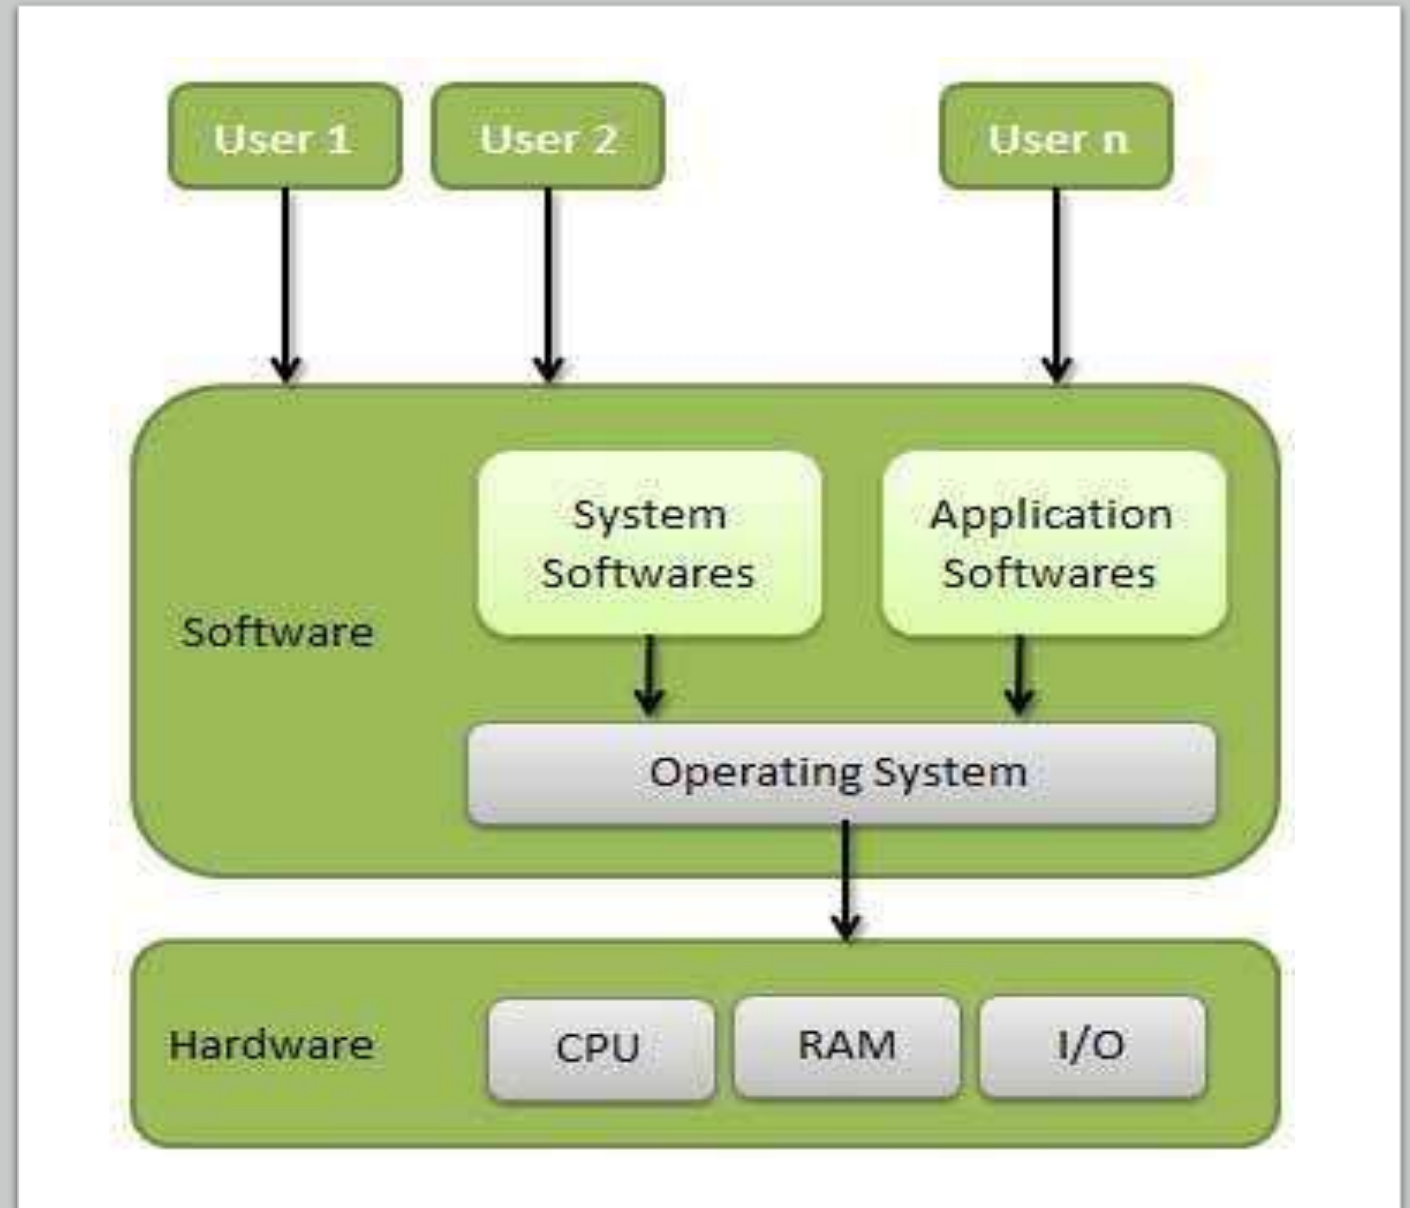 User 1
User 2
User n
System
Softwares
Application
Softwares
Software
Operating System
Hardware
CPU
RAM
I/O